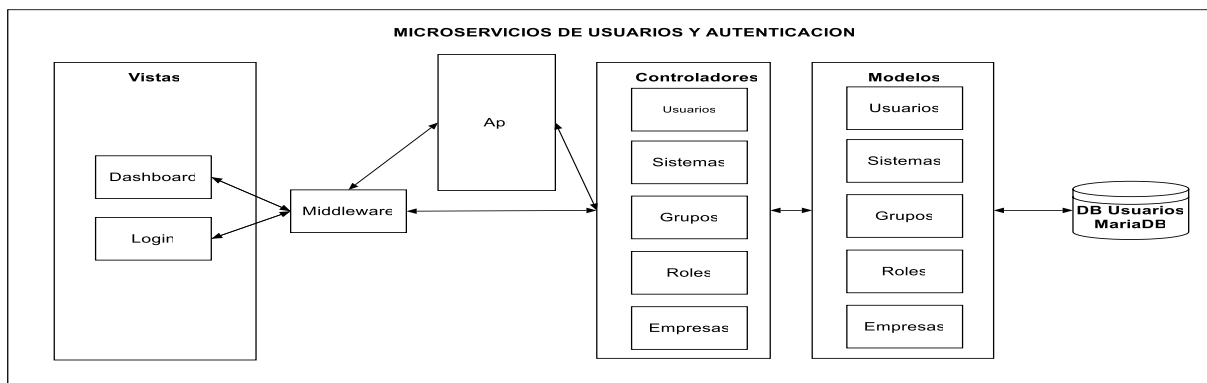 MICROSERVICIOS DE USUARIOS Y AUTENTICACION
Vistas
Dashboard
Login
Middleware
Ap
Controladores
Usuarios
Sistemas
Grupos
Roles
Empresas
Modelos
Usuarios
Sistemas
Grupos
Roles
Empresas
DB Usuarios
MariaDB